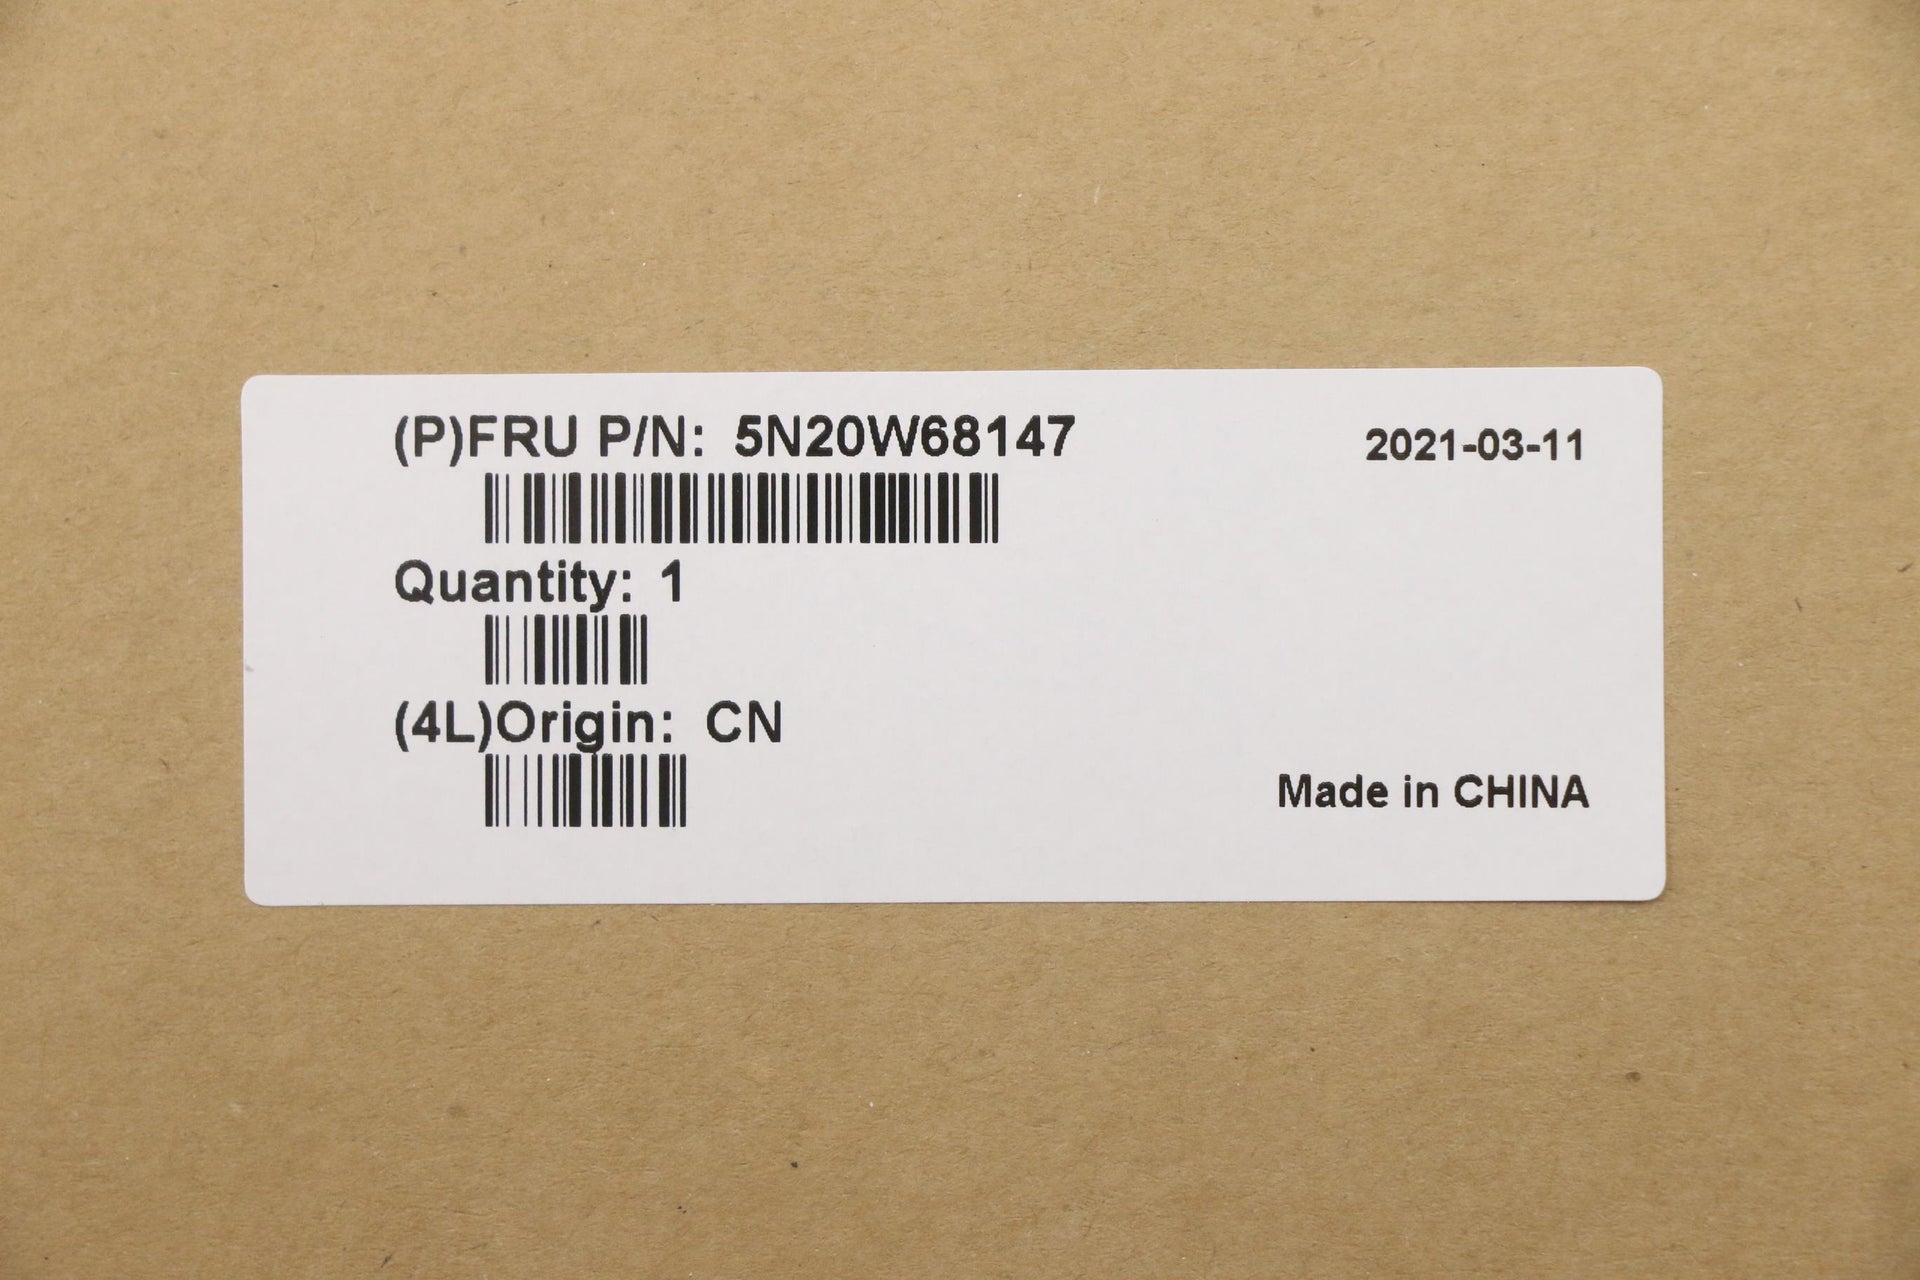 (P)FRU P/N: 5N20W68147
2021-03-11
Quantity: 1
(4L)Origin: CN
Made in CHINA